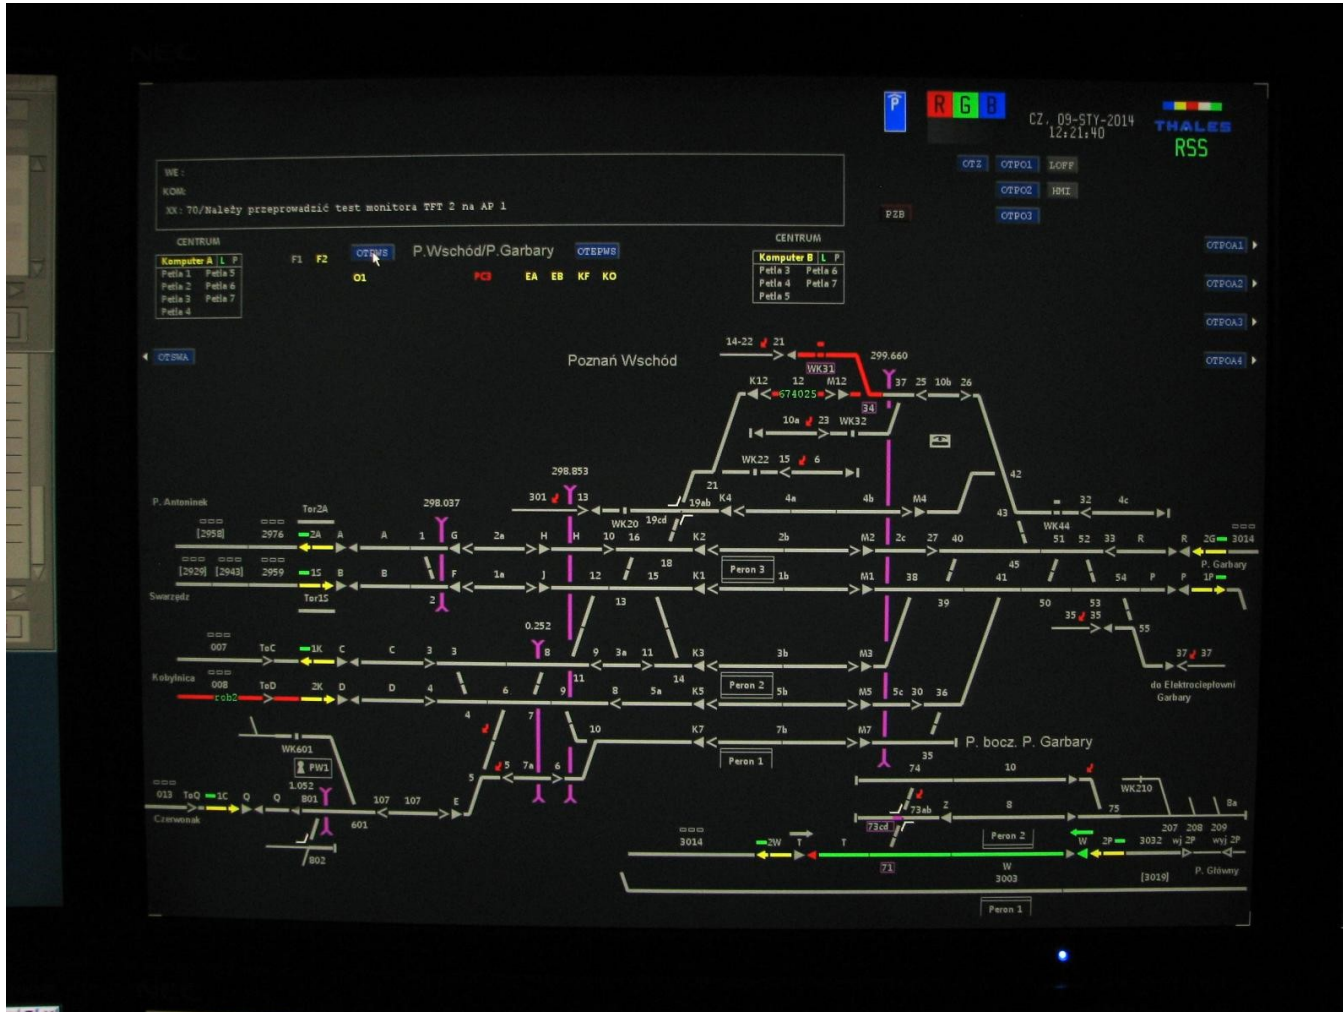 NEC
P
R G B
CZ, 09-STY-2014
12:21:40
THALES
RSS
WE :
KOM:
XX: 70/Należy przeprowadzić test monitora TFT 2 na AP 1
OTZ OTPO1 LOFF
OTPO2 HMI
PZB OTPO3
CENTRUM
Komputer A L P
Petla 1 Petla 5
Petla 2 Petla 6
Petla 3 Petla 7
Petla 4
F1 F2 OTPWS P.Wschód/P.Garbary OTEPWS
O1 PC3 EA EB KF KO
CENTRUM
Komputer B L P
Petla 3 Petla 6
Petla 4 Petla 7
Petla 5
OTPOA1
OTPOA2
OTPOA3
OTPOA4
OTSWA
Poznań Wschód
14-22 21 299.660
WK31
K12 12 M12 37 25 10b 26
674025
34
10a 23 WK32
WK22 15 6
42
21
298.853
301 13 19ab K4 4a 4b M4 43 32 4c
WK20 19cd WK44
P. Antoninek
298.037
Tor2A
[2958] 2976 2A A A 1 G 2a H H 10 16 K2 2b M2 2c 27 40 51 52 33 R R 2G 3014
18 Peron 3 45 P. Garbary
[2929] [2943] 2959 1S B B F 1a J 12 15 K1 1b M1 38 41 54 P P 1P
Swarzędz Tor1S 2 13 39 50 53
35 35 55
0.252
007 ToC 1K C C 3 3 8 9 3a 11 K3 3b M3 37 37
Kobylnica 11 14 Peron 2 do Elektrociepłowni
Garbary
008 ToD 2K D D 4 6 9 8 5a K5 5b M5 5c 30 36
rob2
4 7 10 K7 7b M7 P. bocz. P. Garbary
WK601 35
PW1 5 5 7a 6 Peron 1
1.052 74 10
WK210
013 ToQ 1C Q Q 801 107 107 E 73ab Z 8 75 8a
Czerwonak 601 73cd Peron 2 207 208 209
802
3014 2W T T W 2P 3032 wj 2P wyj 2P
71 W P. Główny
3003 [3019]
Peron 1